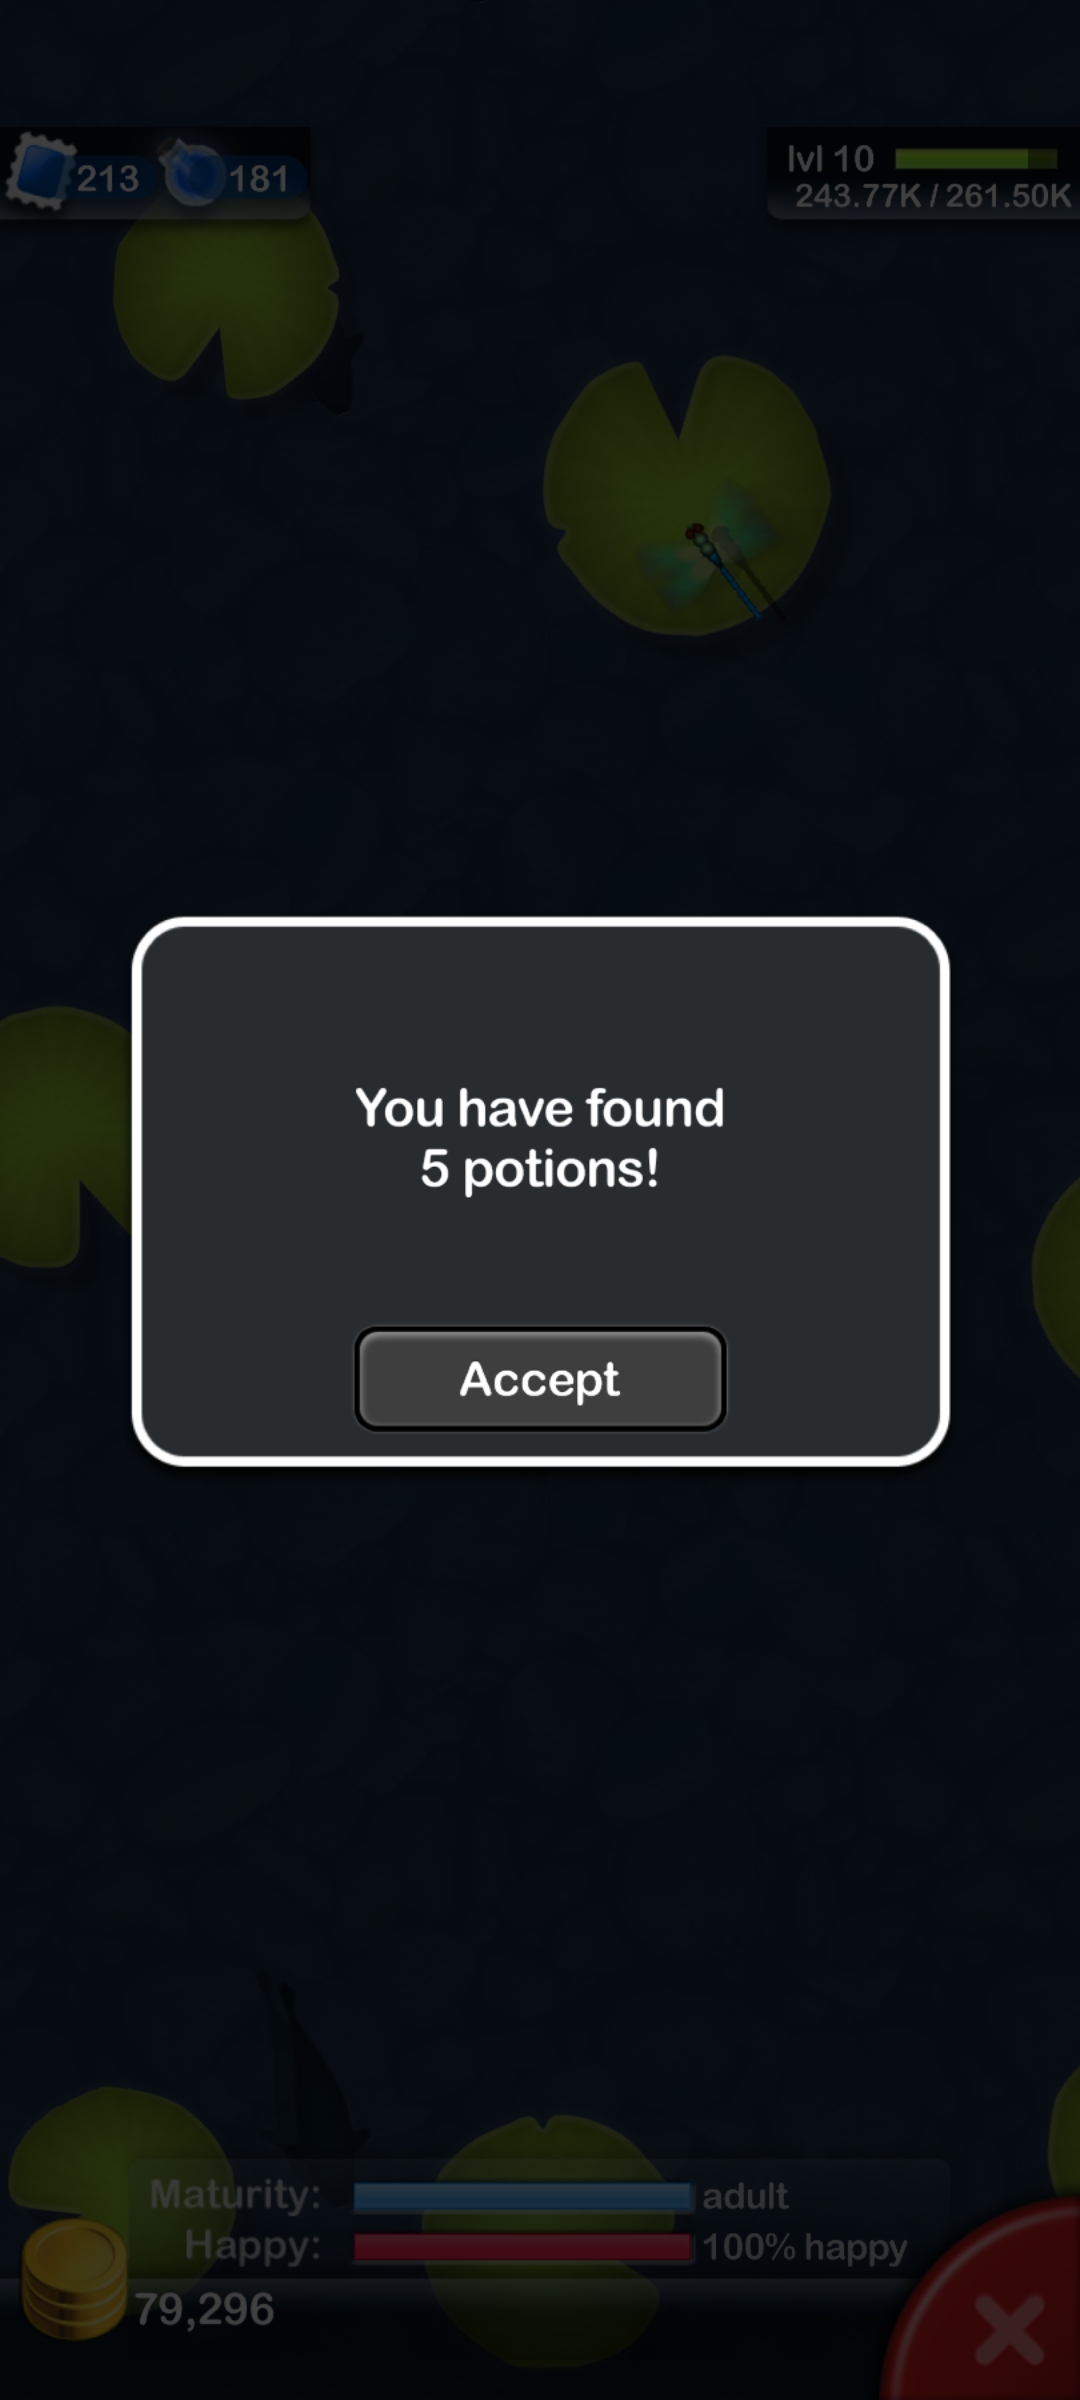 213 181
lvl 10
243.77K / 261.50K
You have found
5 potions!
Accept
Maturity: adult
Happy: 100% happy
79,296